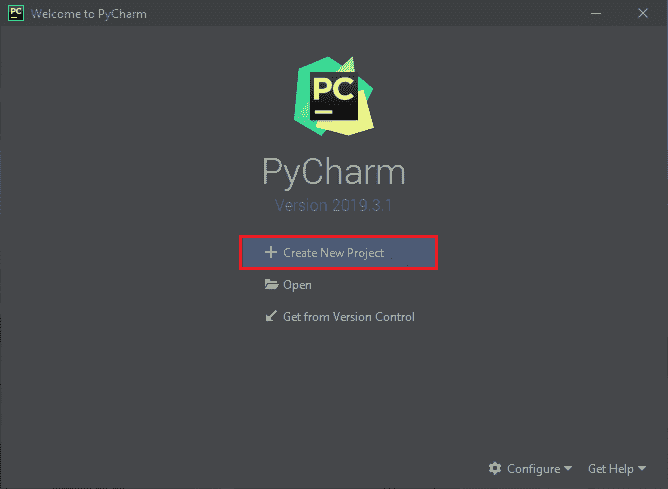 PC Welcome to PyCharm
PC
PyCharm
Version 2019.3.1
Create New Project
Open
Get from Version Control
Configure Get Help